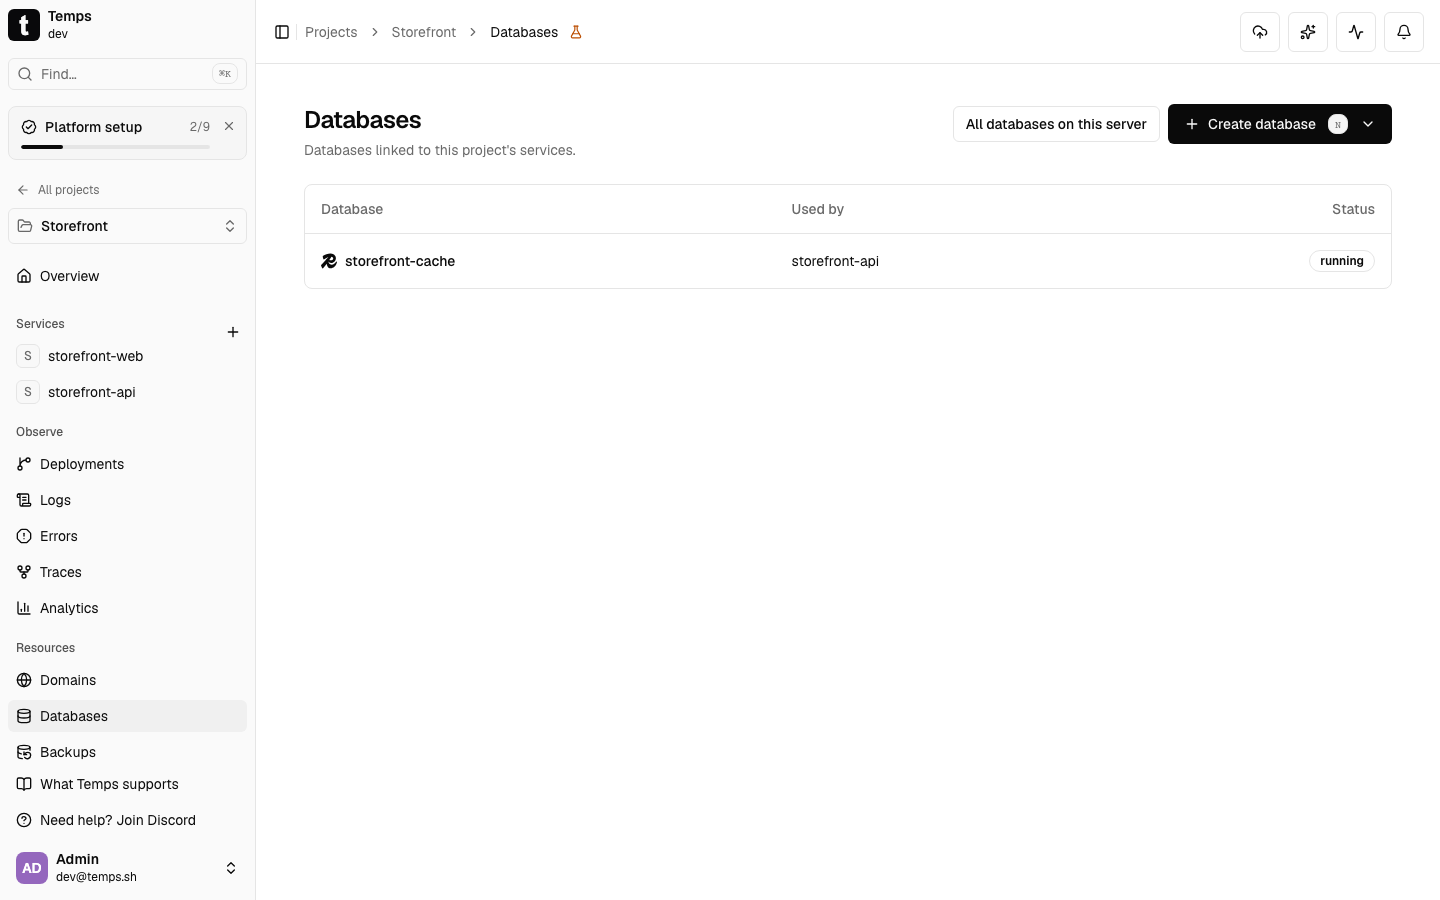 Temps
dev
Find...
⌘K
Platform setup
2/9
All projects
Storefront
Overview
Services
S
storefront-web
S
storefront-api
Observe
Deployments
Logs
Errors
Traces
Analytics
Resources
Domains
Databases
Backups
What Temps supports
Need help? Join Discord
AD
Admin
dev@temps.sh
Projects
Storefront
Databases
Databases
Databases linked to this project's services.
All databases on this server
Create database
N
Database
Used by
Status
storefront-cache
storefront-api
running